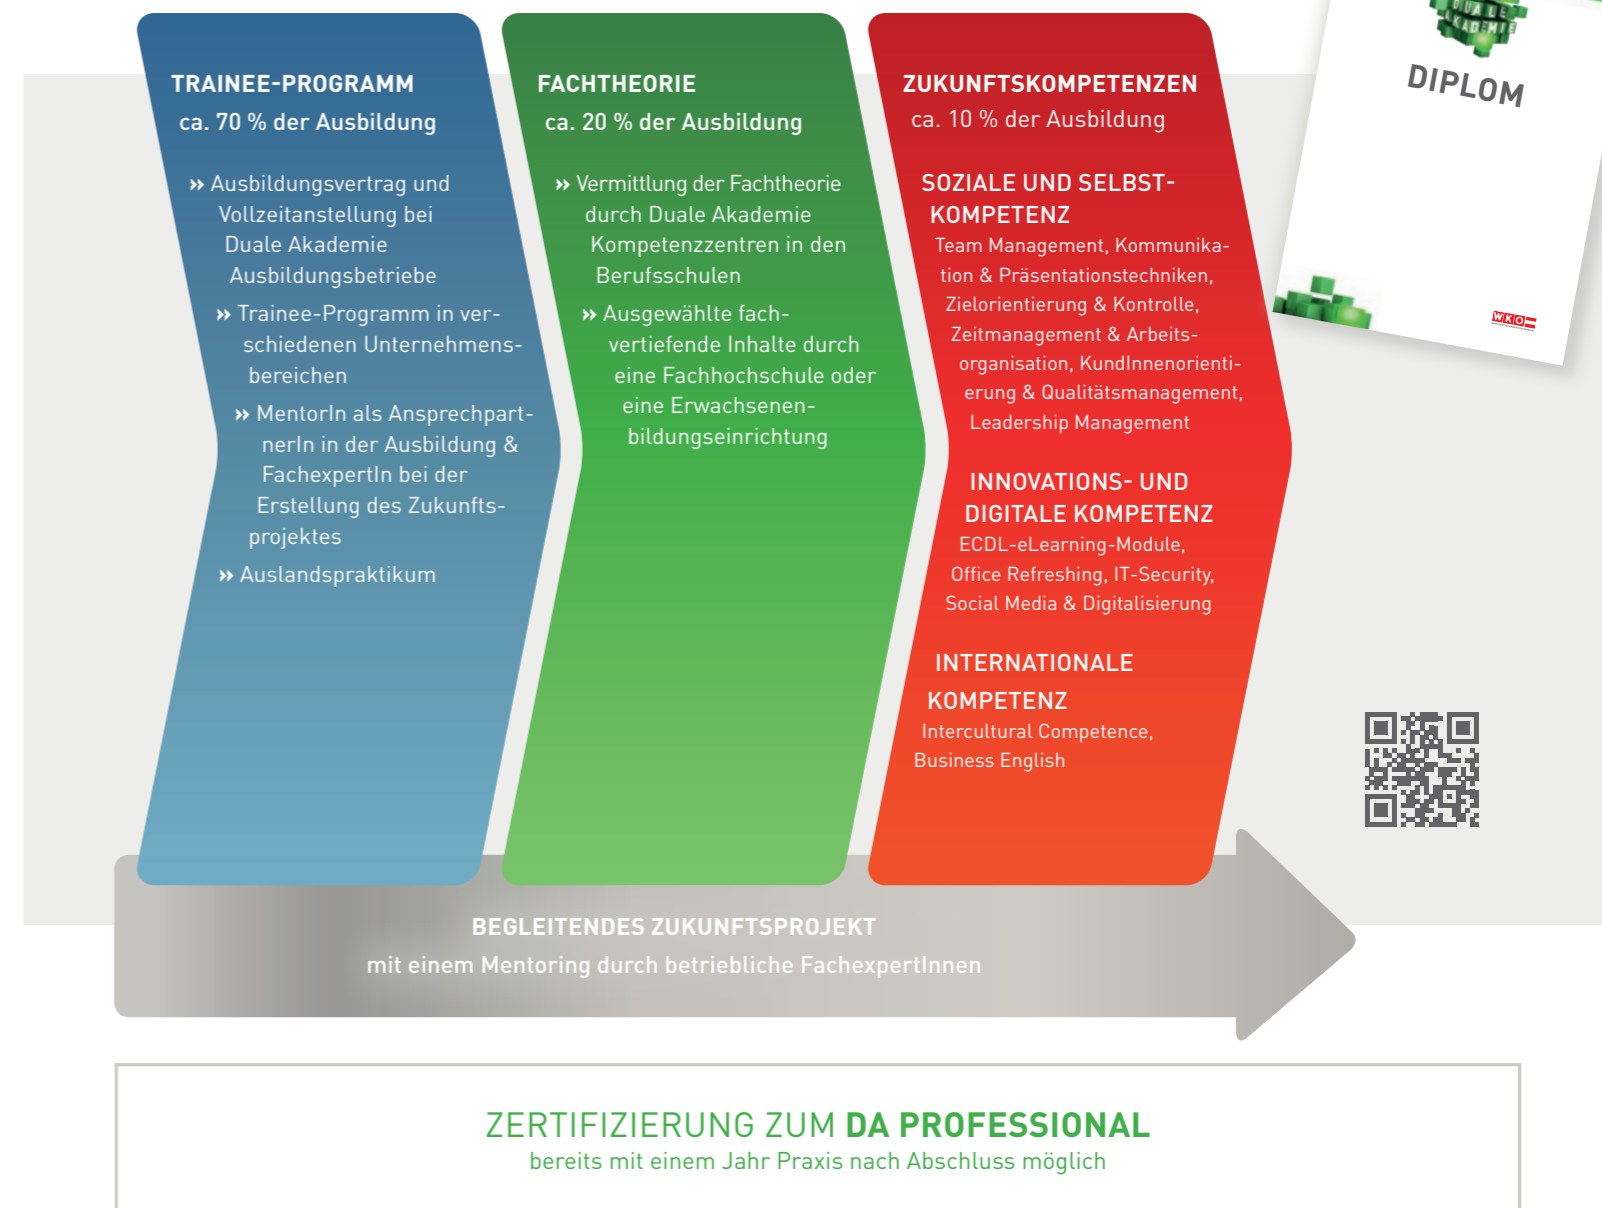 TRAINEE-PROGRAMM
ca. 70 % der Ausbildung
» Ausbildungsvertrag und
Vollzeitanstellung bei
Duale Akademie
Ausbildungsbetriebe
» Trainee-Programm in ver-
schiedenen Unternehmens-
bereichen
» MentorIn als Ansprechpart-
nerIn in der Ausbildung &
FachexpertIn bei der
Erstellung des Zukunfts-
projektes
» Auslandspraktikum
FACHTHEORIE
ca. 20 % der Ausbildung
» Vermittlung der Fachtheorie
durch Duale Akademie
Kompetenzzentren in den
Berufsschulen
» Ausgewählte fach-
vertiefende Inhalte durch
eine Fachhochschule oder
eine Erwachsenen-
bildungseinrichtung
ZUKUNFTSKOMPETENZEN
ca. 10 % der Ausbildung
SOZIALE UND SELBST-
KOMPETENZ
Team Management, Kommunika-
tion & Präsentationstechniken,
Zielorientierung & Kontrolle,
Zeitmanagement & Arbeits-
organisation, KundInnenorienti-
erung & Qualitätsmanagement,
Leadership Management
INNOVATIONS- UND
DIGITALE KOMPETENZ
ECDL-eLearning-Module,
Office Refreshing, IT-Security,
Social Media & Digitalisierung
INTERNATIONALE
KOMPETENZ
Intercultural Competence,
Business English
DUALE
AKADEMIE
DIPLOM
WKO
BEGLEITENDES ZUKUNFTSPROJEKT
mit einem Mentoring durch betriebliche FachexpertInnen
ZERTIFIZIERUNG ZUM DA PROFESSIONAL
bereits mit einem Jahr Praxis nach Abschluss möglich